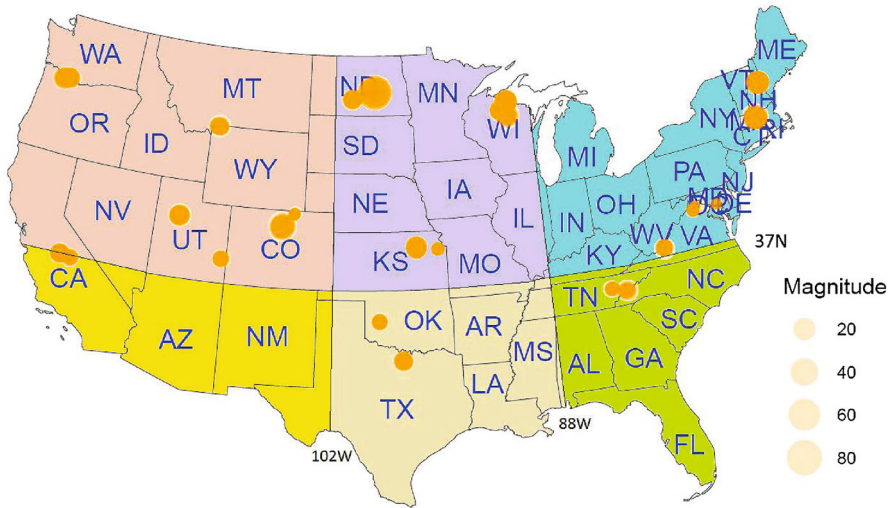 ME
WA
VT
MT
ND
MN
NH
OR
NY
WI
RI
CT
ID
SD
MI
WY
PA
NJ
NE
IA
MD
DE
NV
IL
IN
OH
UT
CO
WV
VA
37N
KS
MO
KY
CA
TN
NC
Magnitude
OK
AR
SC
20
AZ
NM
MS
AL
GA
40
LA
TX
60
88W
FL
102W
80